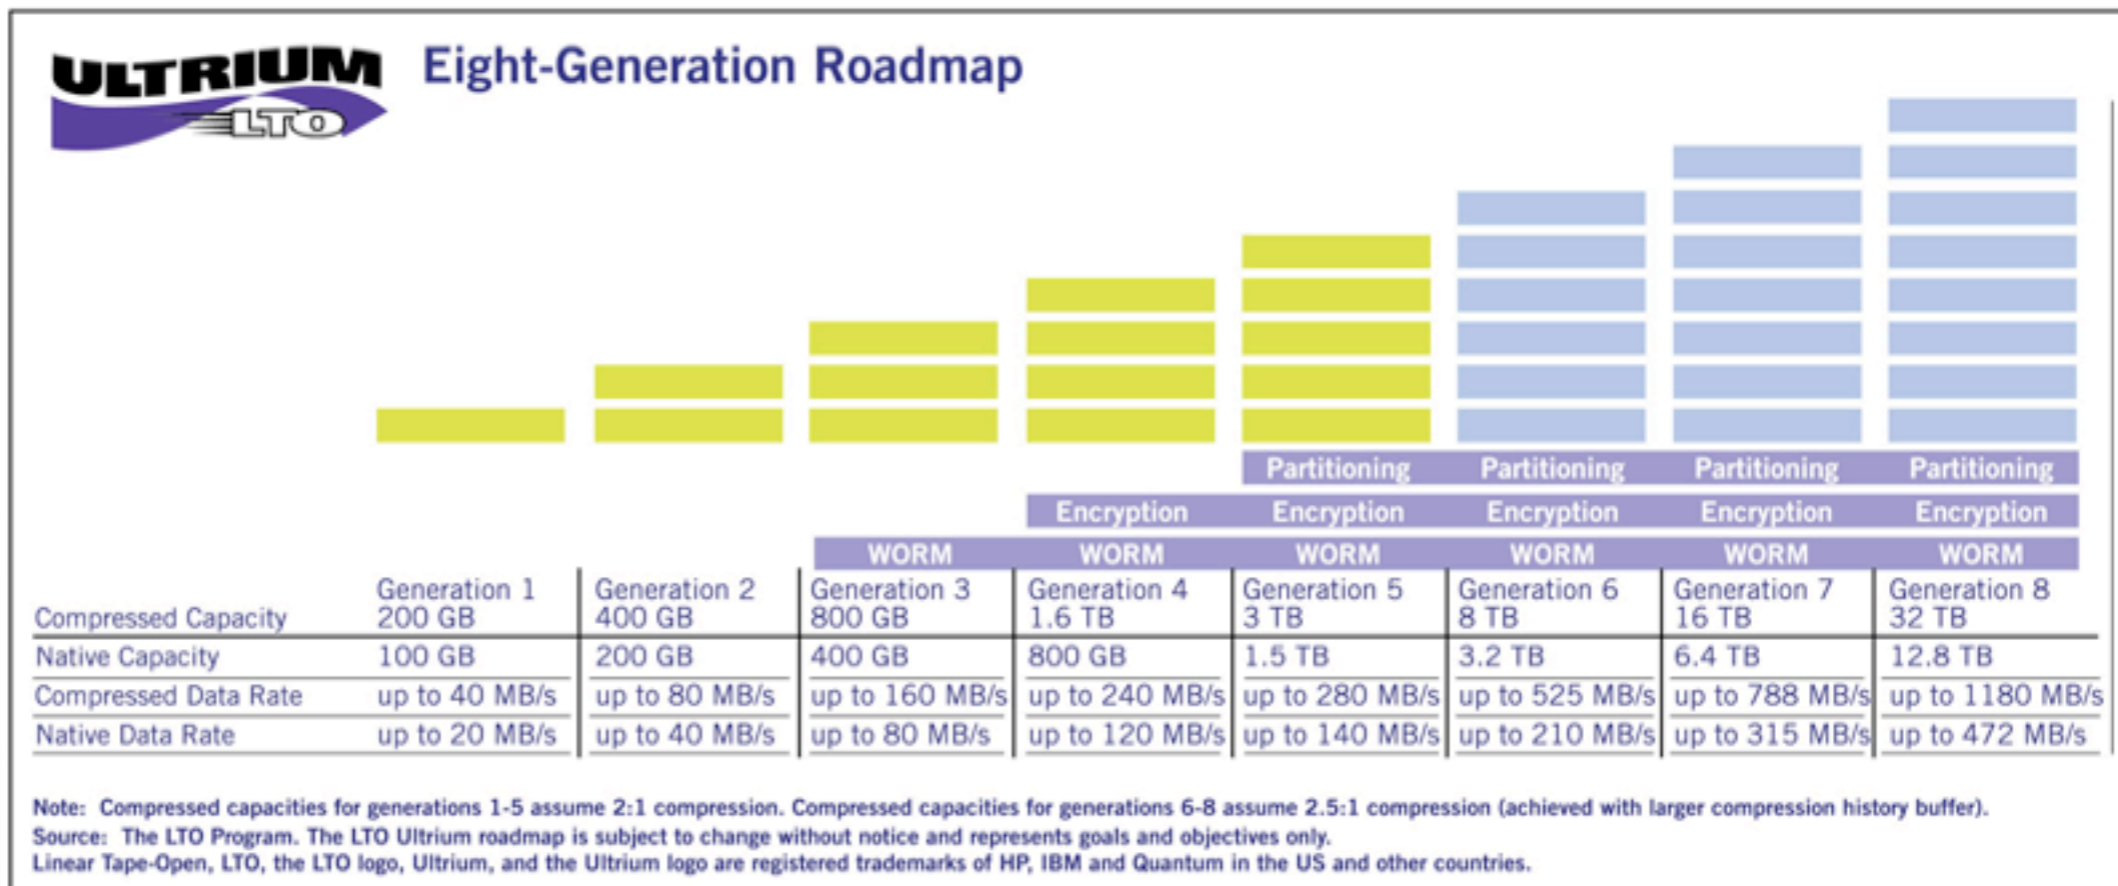 ULTRIUM
LTO
Eight-Generation Roadmap
Partitioning Partitioning Partitioning Partitioning
Encryption Encryption Encryption Encryption Encryption
WORM WORM WORM WORM WORM WORM
Generation 1 Generation 2 Generation 3 Generation 4 Generation 5 Generation 6 Generation 7 Generation 8
Compressed Capacity 200 GB 400 GB 800 GB 1.6 TB 3 TB 8 TB 16 TB 32 TB
Native Capacity 100 GB 200 GB 400 GB 800 GB 1.5 TB 3.2 TB 6.4 TB 12.8 TB
Compressed Data Rate up to 40 MB/s up to 80 MB/s up to 160 MB/s up to 240 MB/s up to 280 MB/s up to 525 MB/s up to 788 MB/s up to 1180 MB/s
Native Data Rate up to 20 MB/s up to 40 MB/s up to 80 MB/s up to 120 MB/s up to 140 MB/s up to 210 MB/s up to 315 MB/s up to 472 MB/s
Note: Compressed capacities for generations 1-5 assume 2:1 compression. Compressed capacities for generations 6-8 assume 2.5:1 compression (achieved with larger compression history buffer).
Source: The LTO Program. The LTO Ultrium roadmap is subject to change without notice and represents goals and objectives only.
Linear Tape-Open, LTO, the LTO logo, Ultrium, and the Ultrium logo are registered trademarks of HP, IBM and Quantum in the US and other countries.